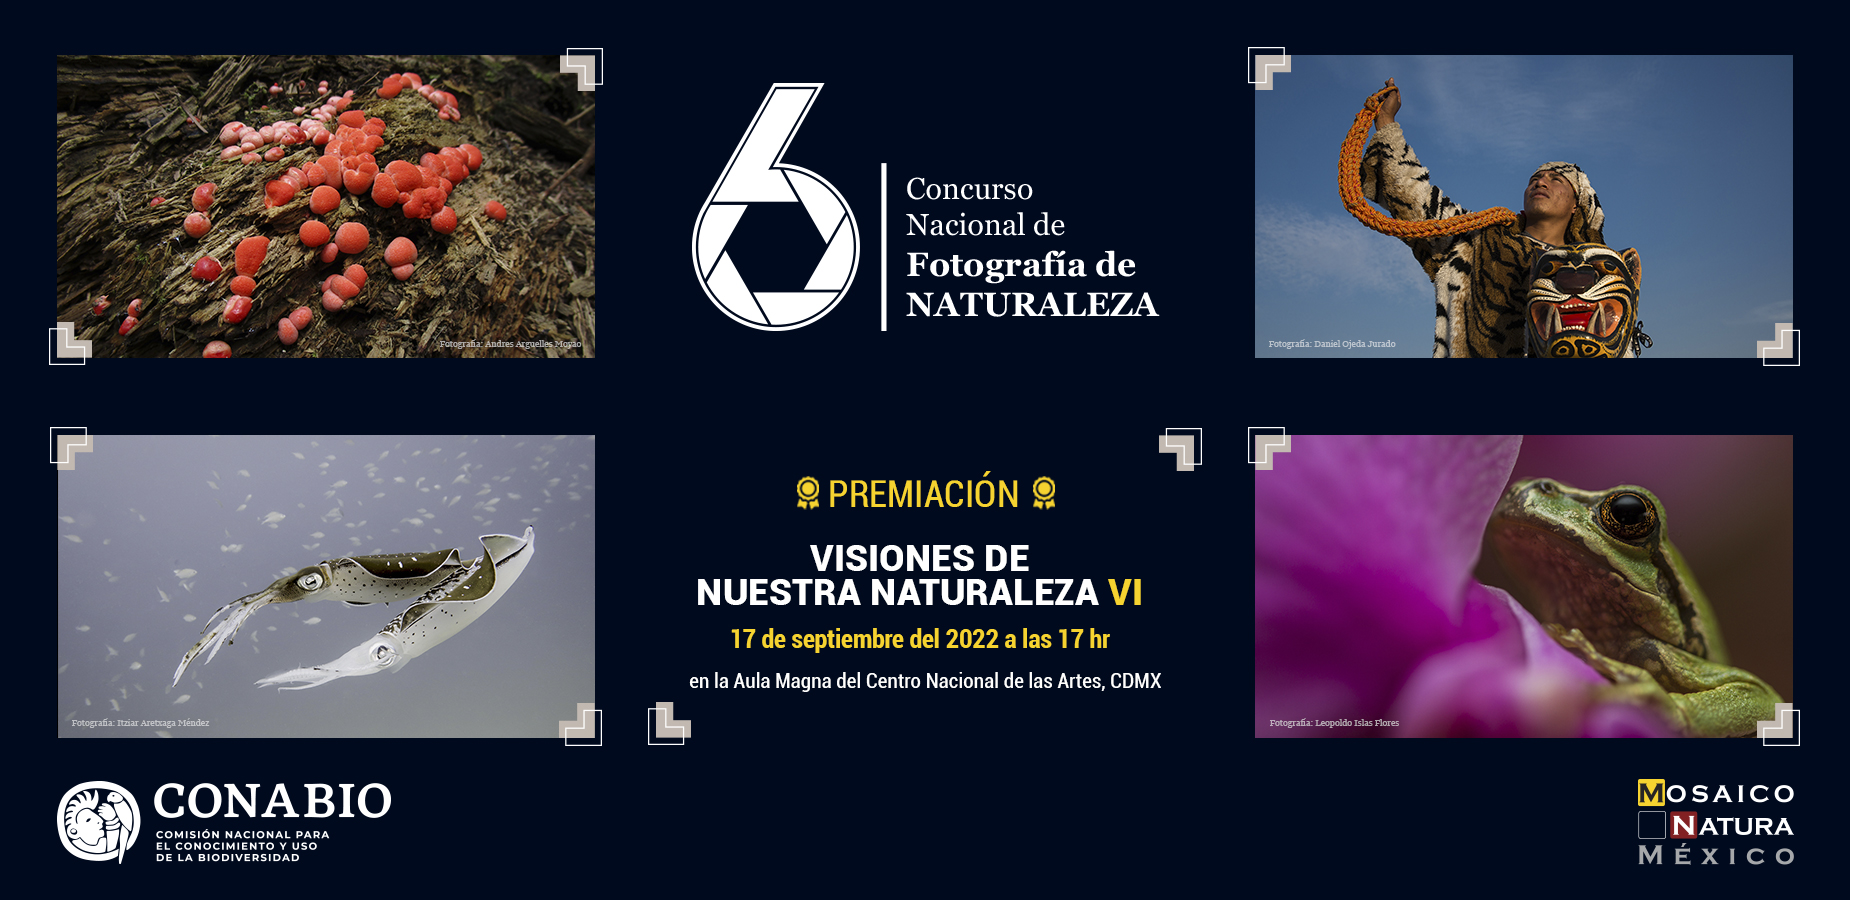 Fotografía: Andres Arguelles Moyao
6
Concurso
Nacional de
Fotografía de
NATURALEZA
Fotografía: Daniel Ojeda Jurado
Fotografía: Itziar Aretxaga Méndez
PREMIACIÓN
VISIONES DE
NUESTRA NATURALEZA VI
17 de septiembre del 2022 a las 17 hr
en la Aula Magna del Centro Nacional de las Artes, CDMX
Fotografía: Leopoldo Islas Flores
CONABIO
COMISIÓN NACIONAL PARA
EL CONOCIMIENTO Y USO
DE LA BIODIVERSIDAD
MOSAICO
NATURA
MÉXICO